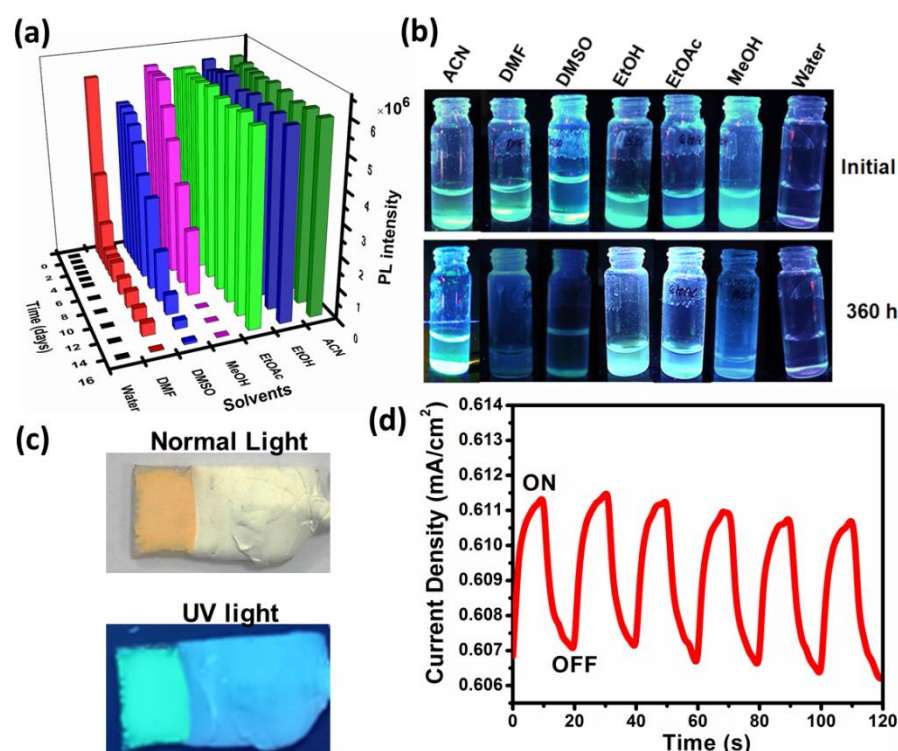 (a)
×10⁶
6
5
4
3
2
1
0
PL intensity
0
2
4
6
8
10
12
14
16
Time (days)
Water
DMF
DMSO
MeOH
EtOAc
EtOH
ACN
Solvents
(b)
ACN DMF DMSO EtOH EtOAc MeOH Water
Initial
360 h
(c)
Normal Light
UV light
(d)
0.614
0.613
0.612
0.611
0.610
0.609
0.608
0.607
0.606
Current Density (mA/cm²)
ON
OFF
0 20 40 60 80 100 120
Time (s)